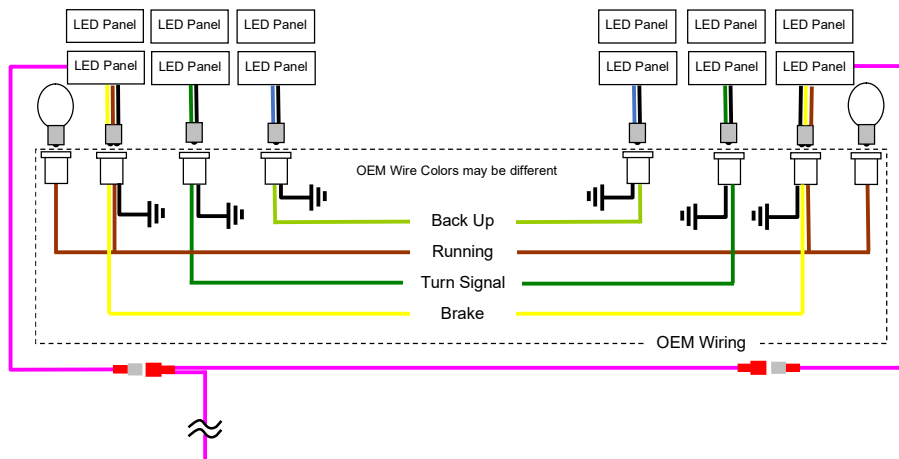 LED Panel LED Panel LED Panel LED Panel LED Panel LED Panel
LED Panel LED Panel LED Panel LED Panel LED Panel LED Panel
OEM Wire Colors may be different
Back Up
Running
Turn Signal
Brake
OEM Wiring